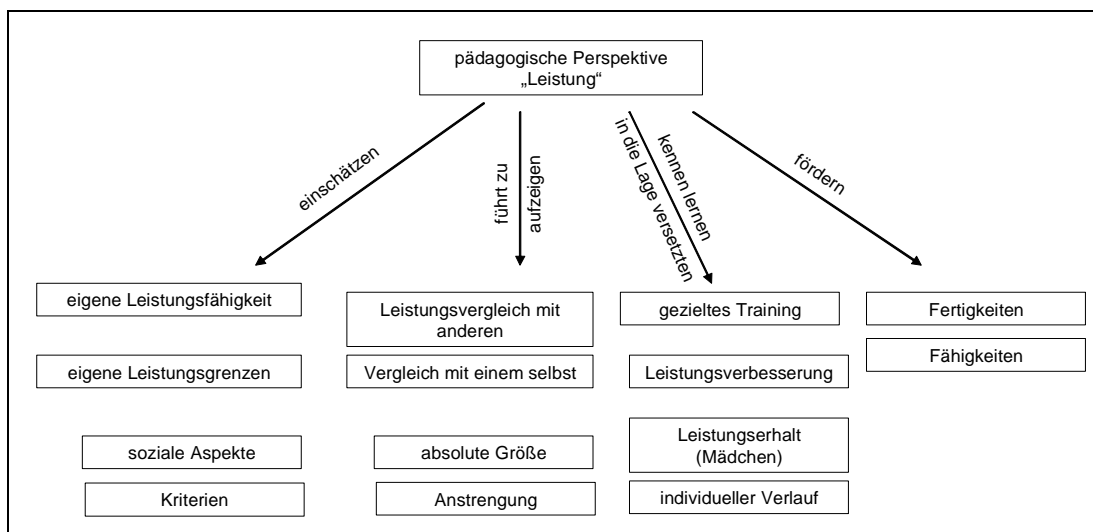 pädagogische Perspektive
„Leistung“
einschätzen
führt zu
aufzeigen
kennen lernen
in die Lage versetzten
fördern
eigene Leistungsfähigkeit
eigene Leistungsgrenzen
soziale Aspekte
Kriterien
Leistungsvergleich mit
anderen
Vergleich mit einem selbst
absolute Größe
Anstrengung
gezieltes Training
Leistungsverbesserung
Leistungserhalt
(Mädchen)
individueller Verlauf
Fertigkeiten
Fähigkeiten